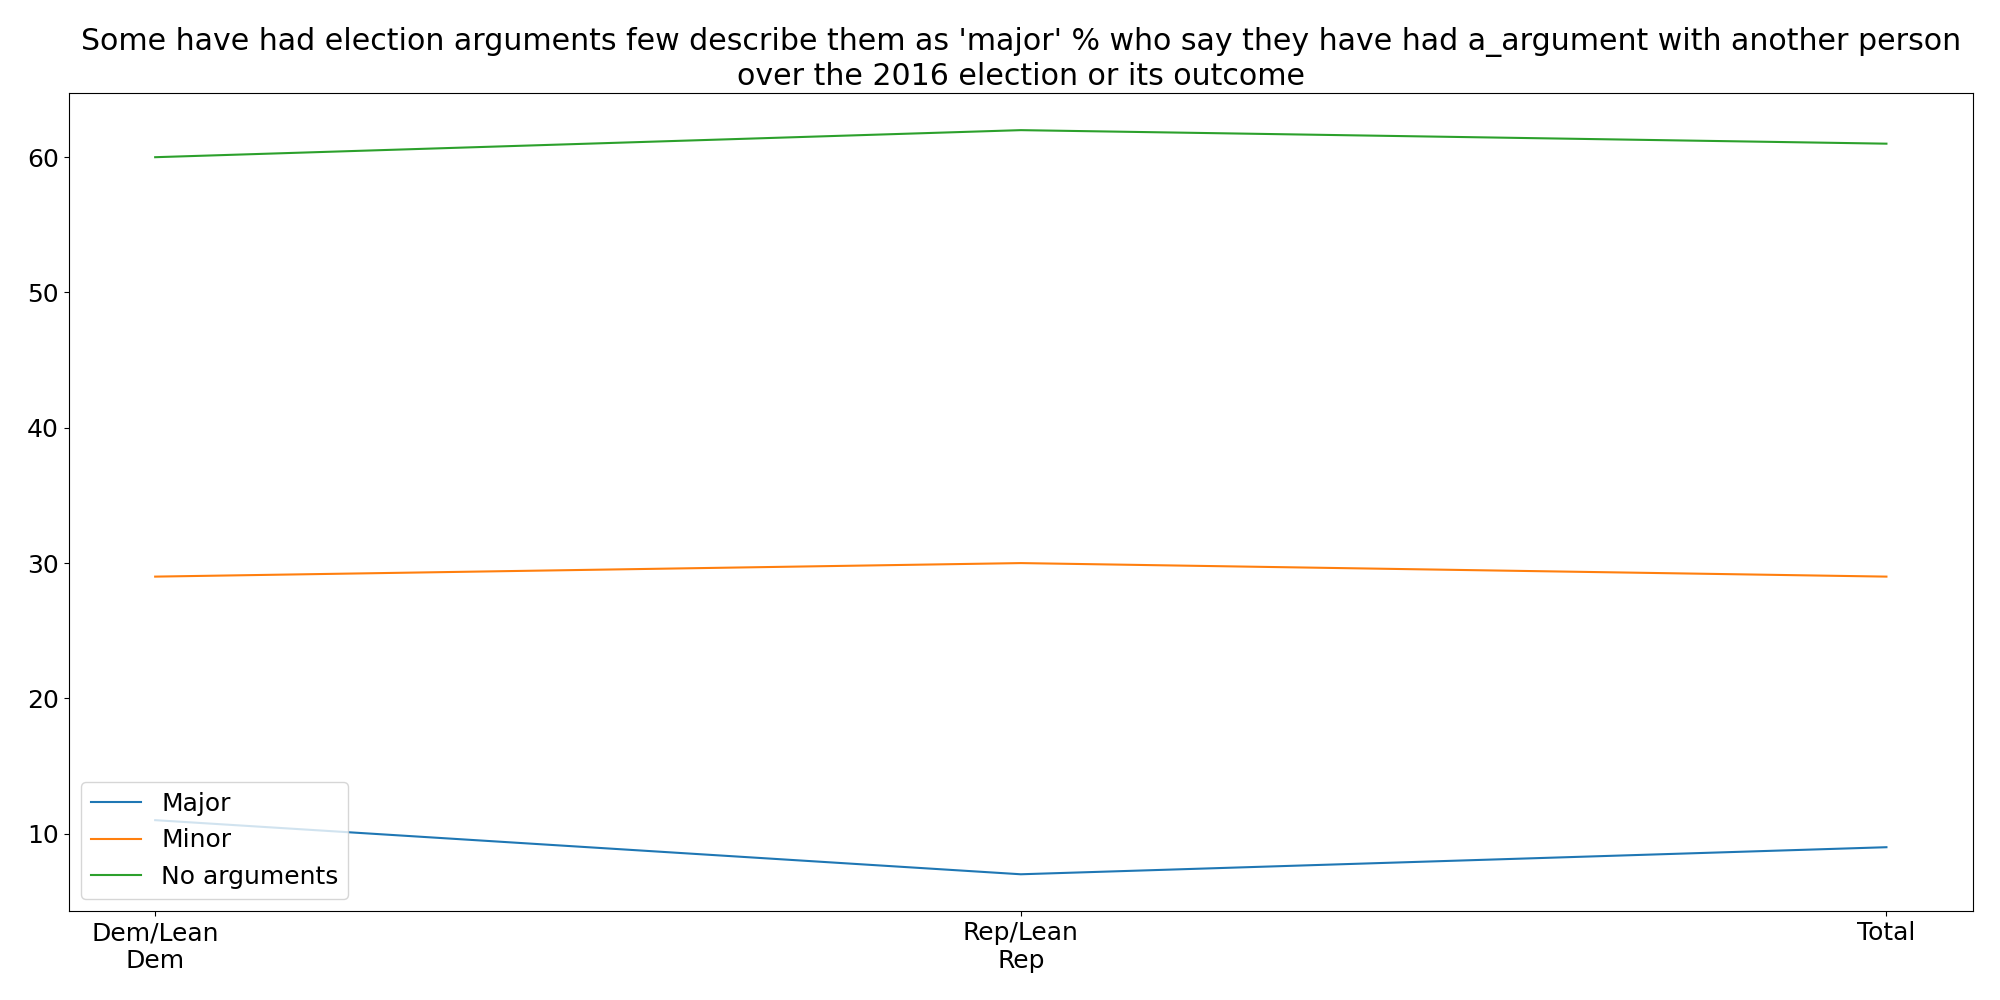 Some have had election arguments few describe them as 'major' % who say they have had a_argument with another person
over the 2016 election or its outcome
60
50
40
30
20
10
Major
Minor
No arguments
Dem/Lean
Dem
Rep/Lean
Rep
Total